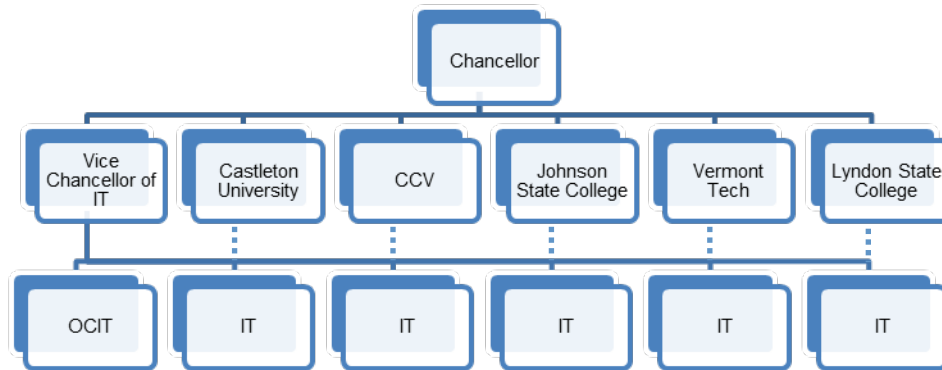 Chancellor
Vice
Chancellor of
IT
Castleton
University
CCV
Johnson
State College
Vermont
Tech
Lyndon State
College
OCIT
IT
IT
IT
IT
IT